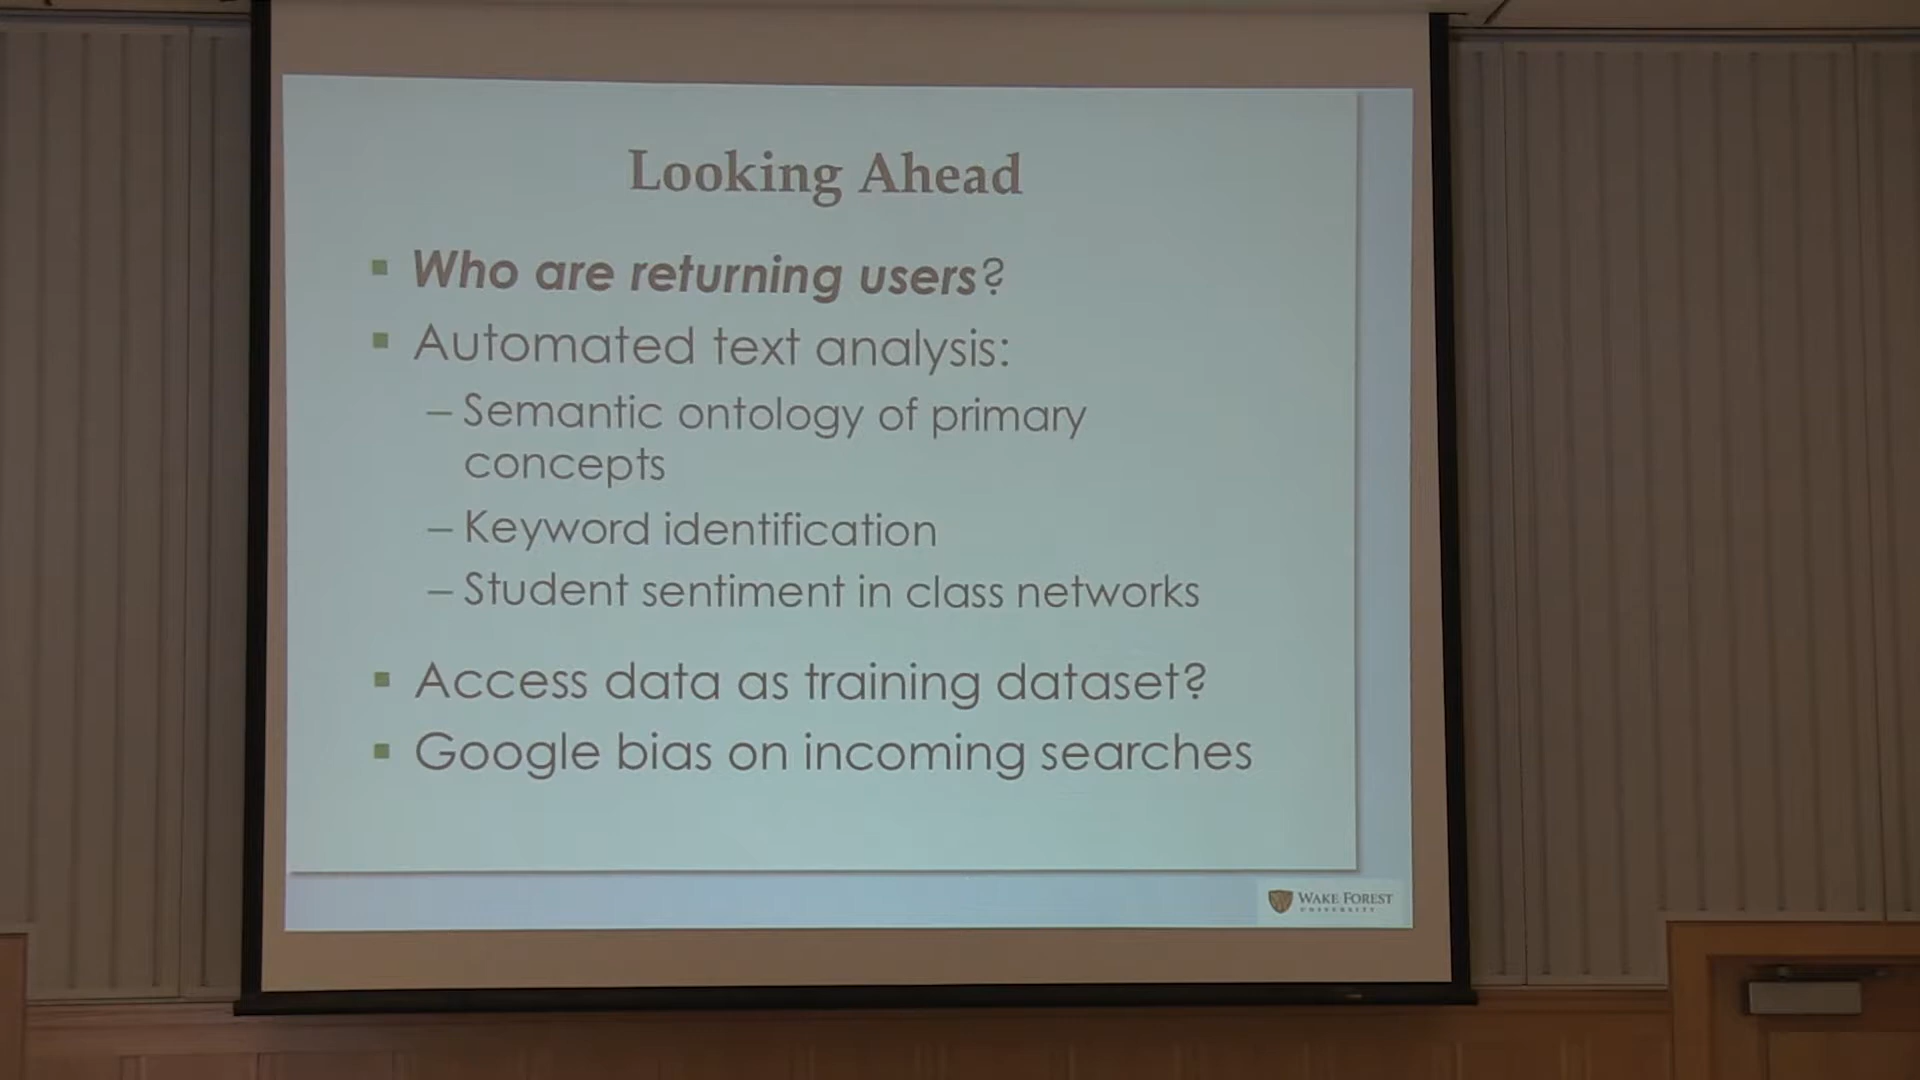 Looking Ahead
▪ Who are returning users?
▪ Automated text analysis:
– Semantic ontology of primary
concepts
– Keyword identification
– Student sentiment in class networks
▪ Access data as training dataset?
▪ Google bias on incoming searches
WAKE FOREST
UNIVERSITY